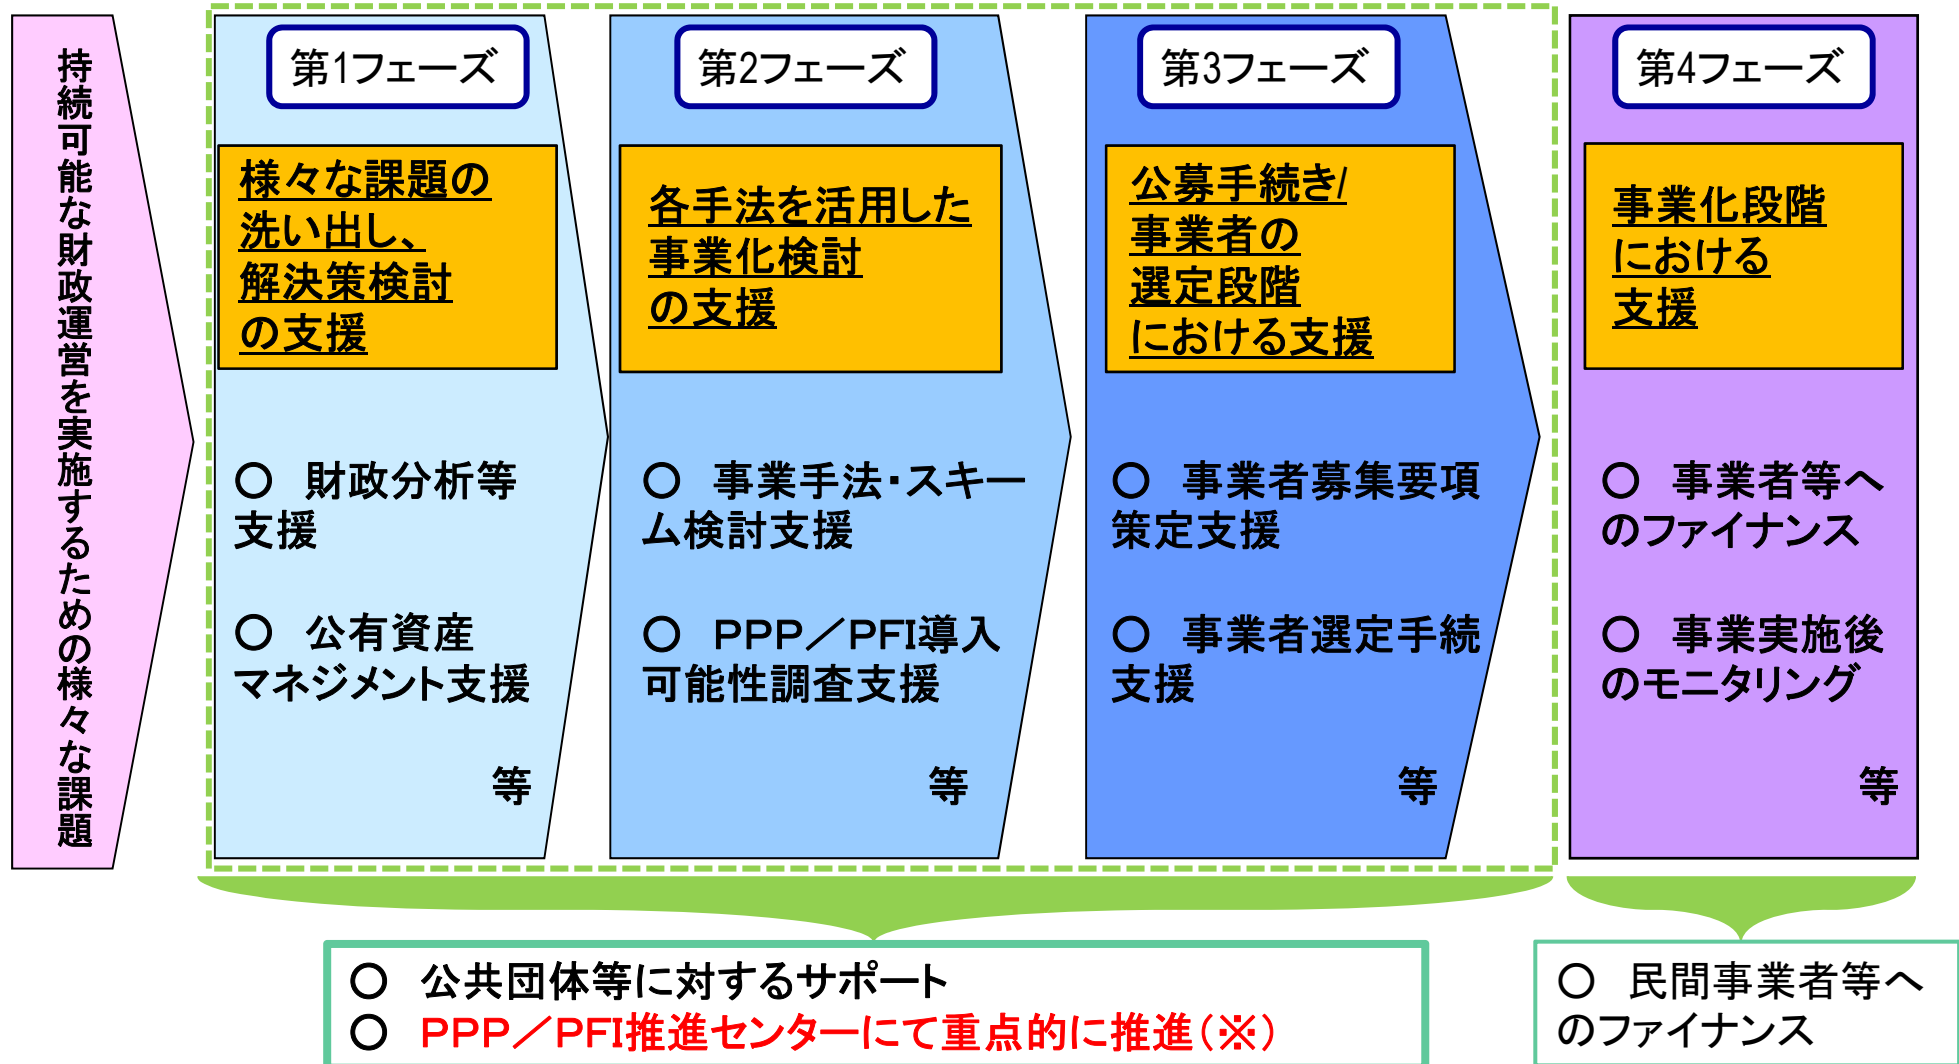 持続可能な財政運営を実施するための様々な課題
第1フェーズ
様々な課題の
洗い出し、
解決策検討
の支援
○　財政分析等
支援
○　公有資産
マネジメント支援
等
第2フェーズ
各手法を活用した
事業化検討
の支援
○　事業手法・スキー
ム検討支援
○　PPP／PFI導入
可能性調査支援
等
第3フェーズ
公募手続き/
事業者の
選定段階
における支援
○　事業者募集要項
策定支援
○　事業者選定手続
支援
等
第4フェーズ
事業化段階
における
支援
○　事業者等へ
のファイナンス
○　事業実施後
のモニタリング
等
○　公共団体等に対するサポート
○　PPP／PFI推進センターにて重点的に推進（※）
○　民間事業者等へ
のファイナンス